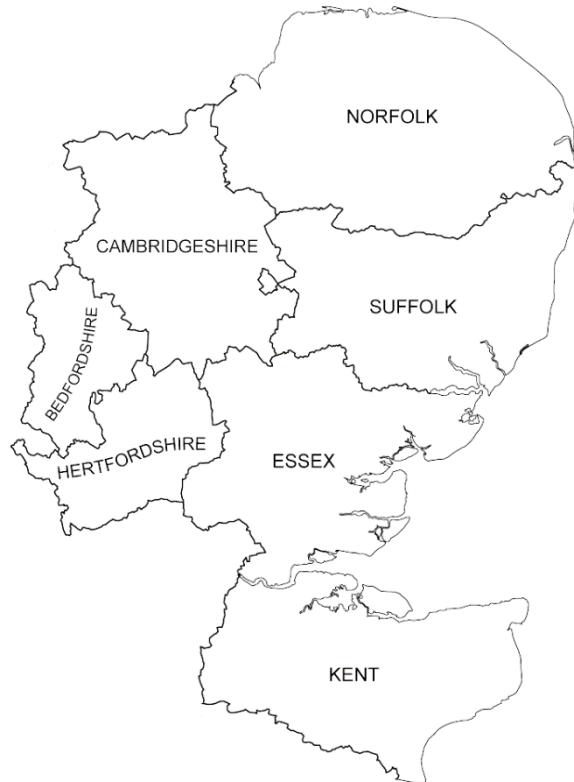 NORFOLK
CAMBRIDGESHIRE
SUFFOLK
BEDFORDSHIRE
HERTFORDSHIRE
ESSEX
KENT